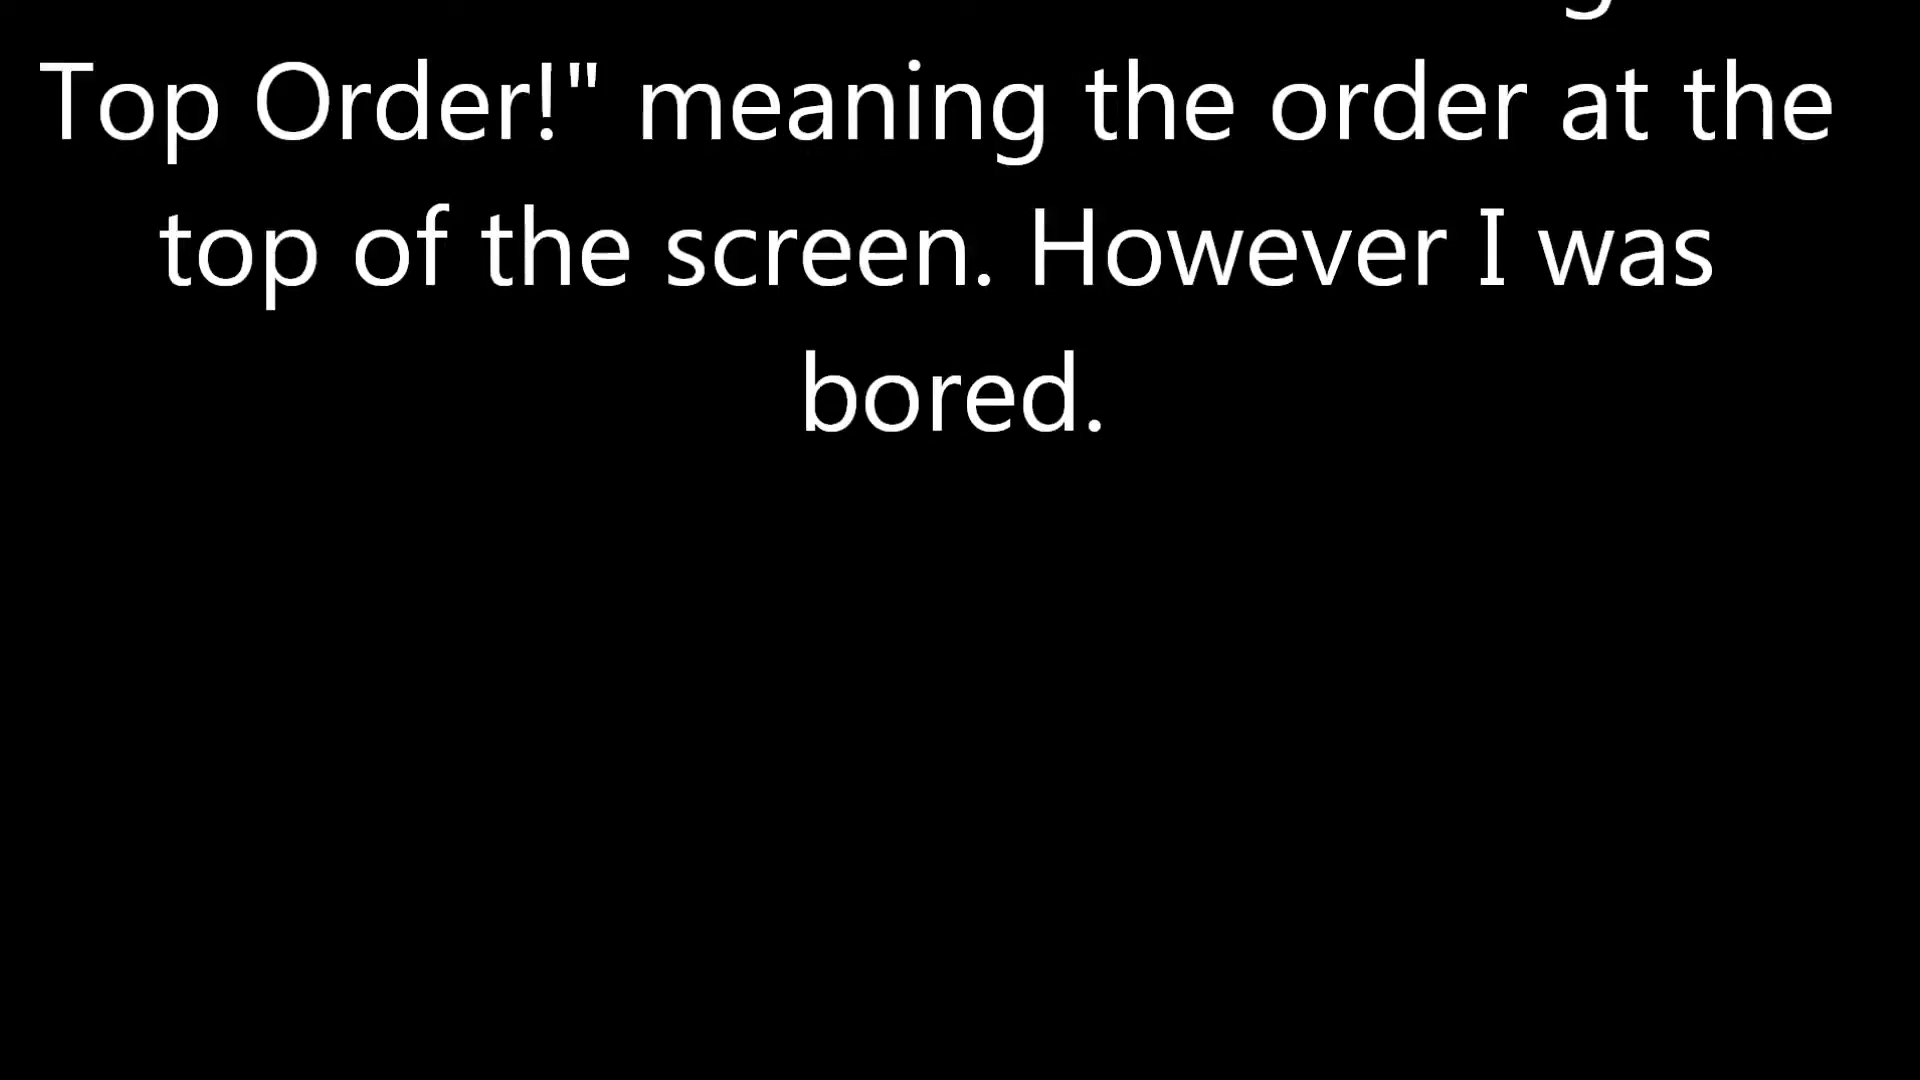 Top Order!" meaning the order at the
top of the screen. However I was
bored.